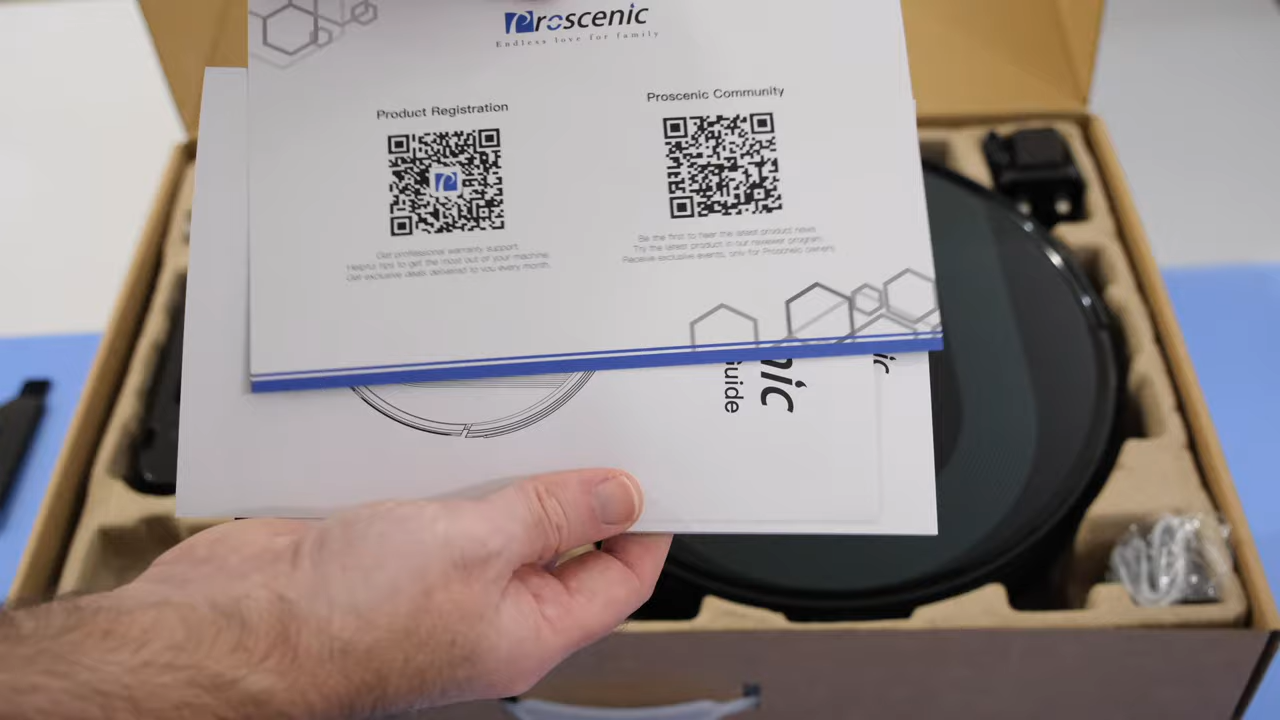 Proscenic
Endless love for family
Product Registration
Proscenic Community
Get professional warranty support.
Helpful tips to get the most out of your machine.
Get exclusive deals delivered to you every month.
Be the first to hear the latest product news
Try the latest product in our reviewer program
Receive exclusive events, only for Proscenic owners
nic
uide
ic